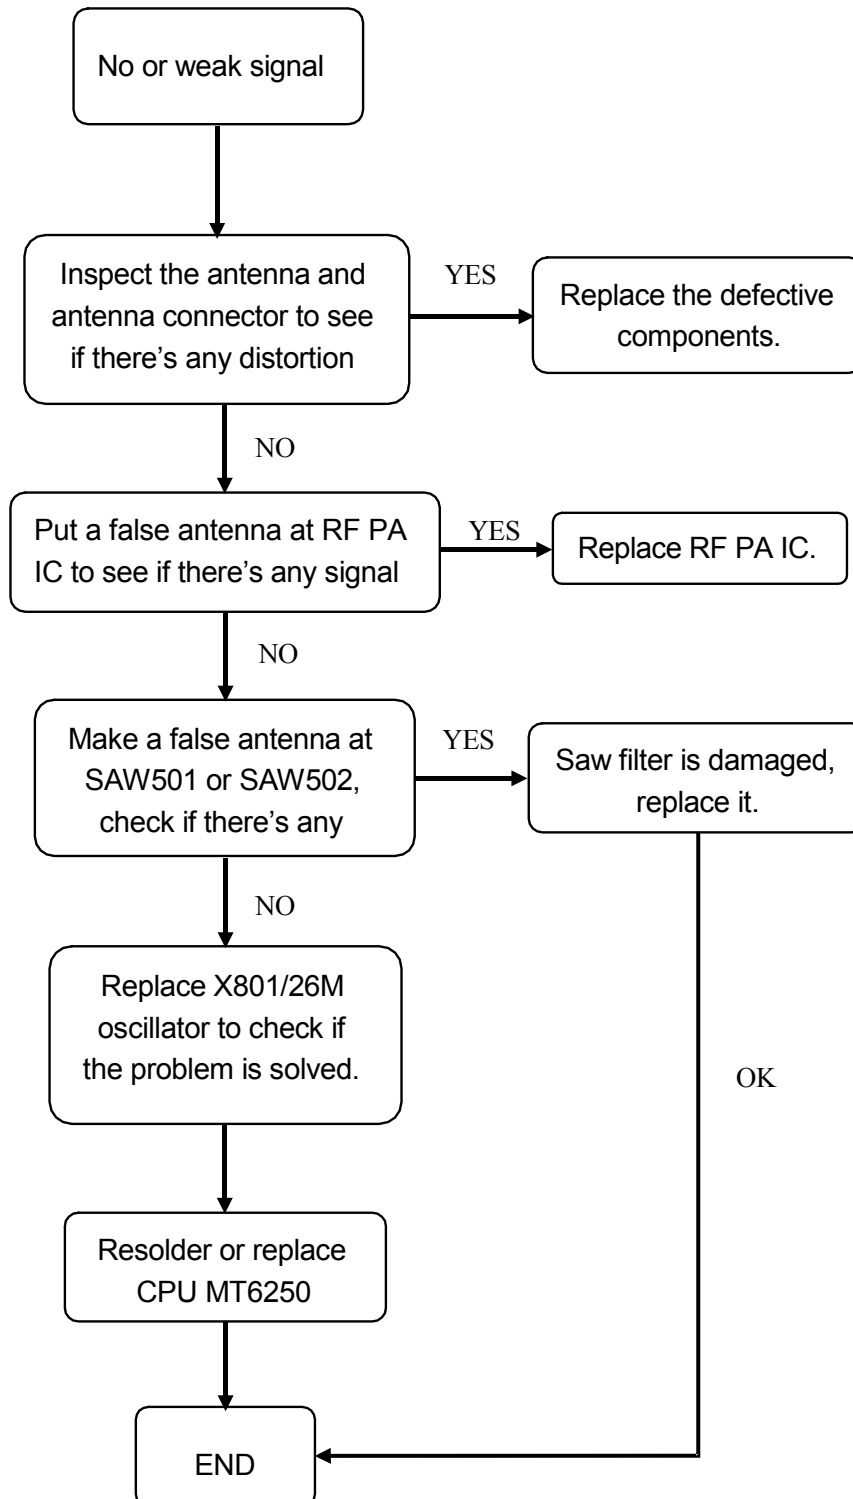 No or weak signal
Inspect the antenna and
antenna connector to see
if there's any distortion
YES
Replace the defective
components.
NO
Put a false antenna at RF PA
IC to see if there's any signal
YES
Replace RF PA IC.
NO
Make a false antenna at
SAW501 or SAW502,
check if there's any
YES
Saw filter is damaged,
replace it.
NO
Replace X801/26M
oscillator to check if
the problem is solved.
OK
Resolder or replace
CPU MT6250
END